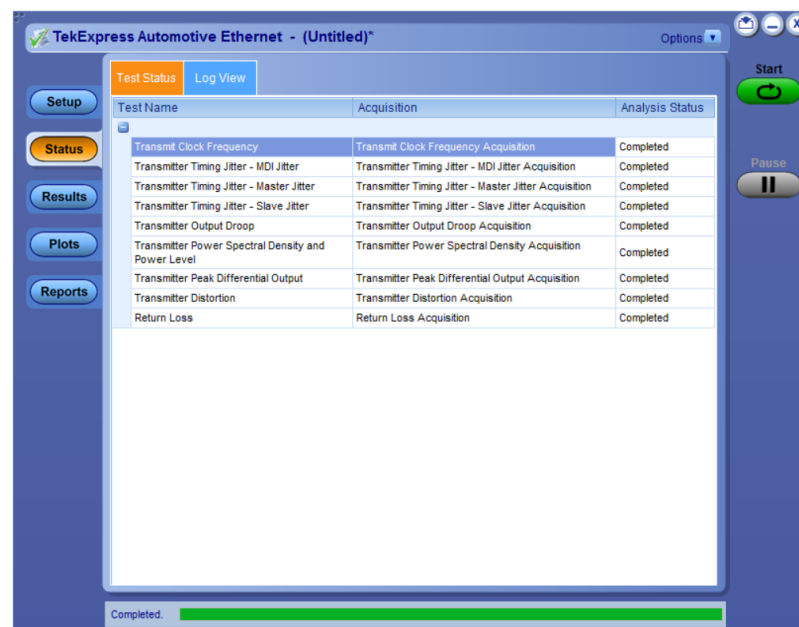 TekExpress Automotive Ethernet - (Untitled)*
Options
Start
Pause
Setup
Status
Results
Plots
Reports
Test Status
Log View
Test Name Acquisition Analysis Status
Transmit Clock Frequency Transmit Clock Frequency Acquisition Completed
Transmitter Timing Jitter - MDI Jitter Transmitter Timing Jitter - MDI Jitter Acquisition Completed
Transmitter Timing Jitter - Master Jitter Transmitter Timing Jitter - Master Jitter Acquisition Completed
Transmitter Timing Jitter - Slave Jitter Transmitter Timing Jitter - Slave Jitter Acquisition Completed
Transmitter Output Droop Transmitter Output Droop Acquisition Completed
Transmitter Power Spectral Density and
Power Level
Transmitter Power Spectral Density Acquisition Completed
Transmitter Peak Differential Output Transmitter Peak Differential Output Acquisition Completed
Transmitter Distortion Transmitter Distortion Acquisition Completed
Return Loss Return Loss Acquisition Completed
Completed.